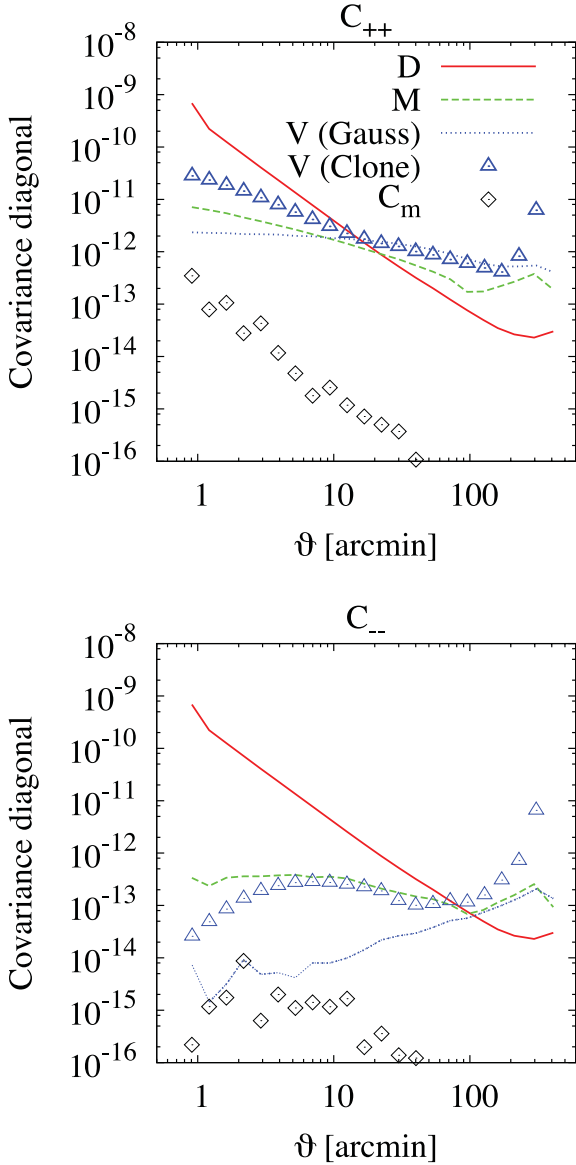 C++
Covariance diagonal
10-8
10-9
10-10
10-11
10-12
10-13
10-14
10-15
10-16
D
M
V (Gauss)
V (Clone)
Cm
1 10 100
ϑ [arcmin]
C--
Covariance diagonal
10-8
10-9
10-10
10-11
10-12
10-13
10-14
10-15
10-16
1 10 100
ϑ [arcmin]